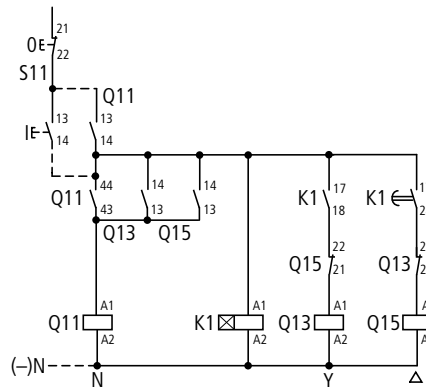 21
0 E
22
S11
Q11
13 13
I E
14 14
44 14 14 17 1
Q11 K1 K1
43 13 13 18 2
Q13 Q15
22 2
Q15 Q13
21 2
A1 A1 A1 A
Q11 K1 Q13 Q15
A2 A2 A2 A
(–)N
N Y Δ